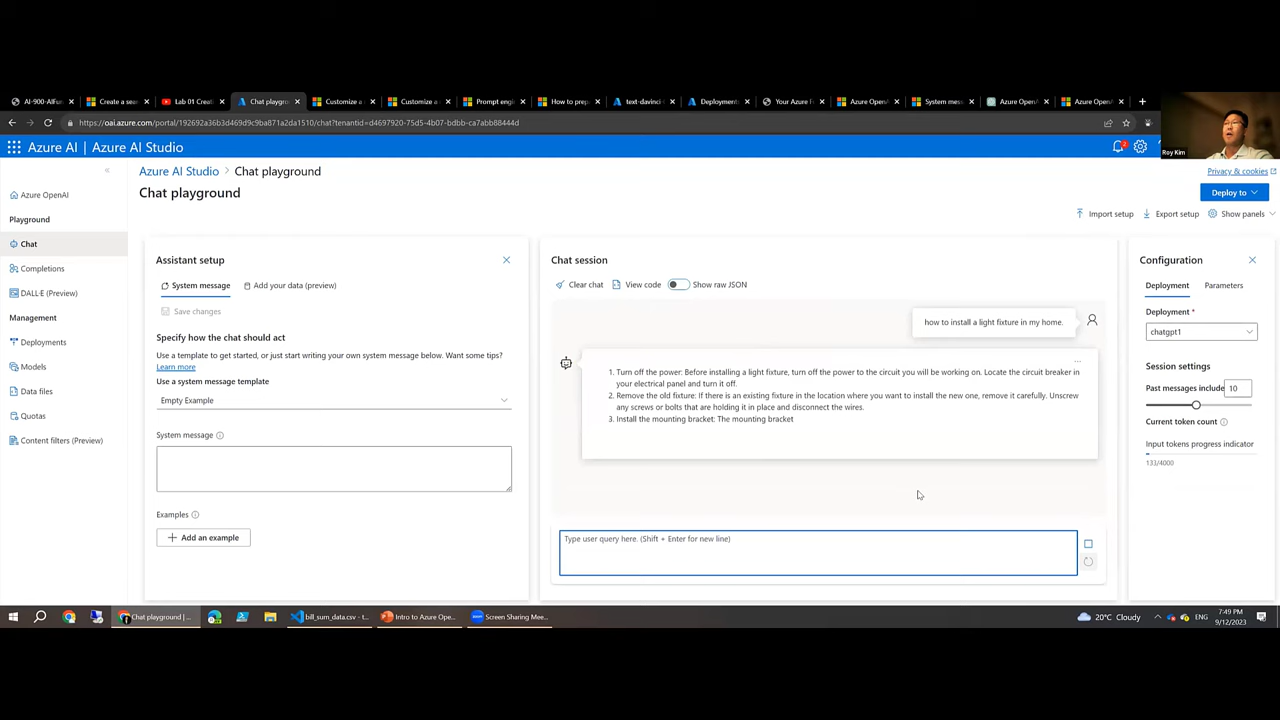 AI-900-AIFun
Create a sea
Lab 01 Creati
Chat playgrou
Customize a
Customize a
Prompt engi
How to prep
text-davinci-
Deployments
Your Azure F
Azure OpenA
System mess
Azure OpenA
Azure OpenA
https://oai.azure.com/portal/192692a36b3d469d9c9ba871a2da1510/chat?tenantid=d4697920-75d5-4b07-bdbb-ca7abb88444d
Azure AI | Azure AI Studio
2
Roy Kim
Azure AI Studio > Chat playground
Privacy & cookies
Chat playground
Deploy to
Import setup
Export setup
Show panels
Azure OpenAI
Playground
Chat
Completions
DALL·E (Preview)
Management
Deployments
Models
Data files
Quotas
Content filters (Preview)
Assistant setup
System message
Add your data (preview)
Save changes
Specify how the chat should act
Use a template to get started, or just start writing your own system message below. Want some tips?
Learn more
Use a system message template
Empty Example
System message
Examples
+ Add an example
Chat session
Clear chat
View code
Show raw JSON
how to install a light fixture in my home.
1. Turn off the power: Before installing a light fixture, turn off the power to the circuit you will be working on. Locate the circuit breaker in
your electrical panel and turn it off.
2. Remove the old fixture: If there is an existing fixture in the location where you want to install the new one, remove it carefully. Unscrew
any screws or bolts that are holding it in place and disconnect the wires.
3. Install the mounting bracket: The mounting bracket
Type user query here. (Shift + Enter for new line)
Configuration
Deployment
Parameters
Deployment *
chatgpt1
Session settings
Past messages include
10
Current token count
Input tokens progress indicator
133/4000
Chat playground | ...
bill_sum_data.csv - t...
Intro to Azure Ope...
Screen Sharing Mee...
20°C Cloudy
ENG
7:49 PM
9/12/2023